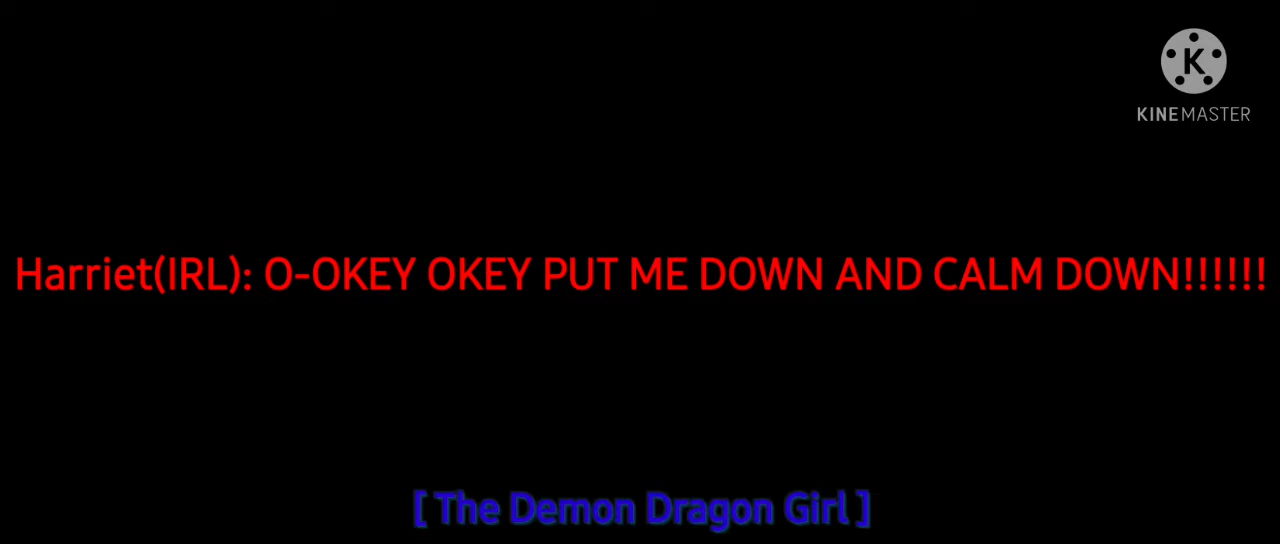 K
KINEMASTER
Harriet(IRL): O-OKEY OKEY PUT ME DOWN AND CALM DOWN!!!!!!
[ The Demon Dragon Girl ]